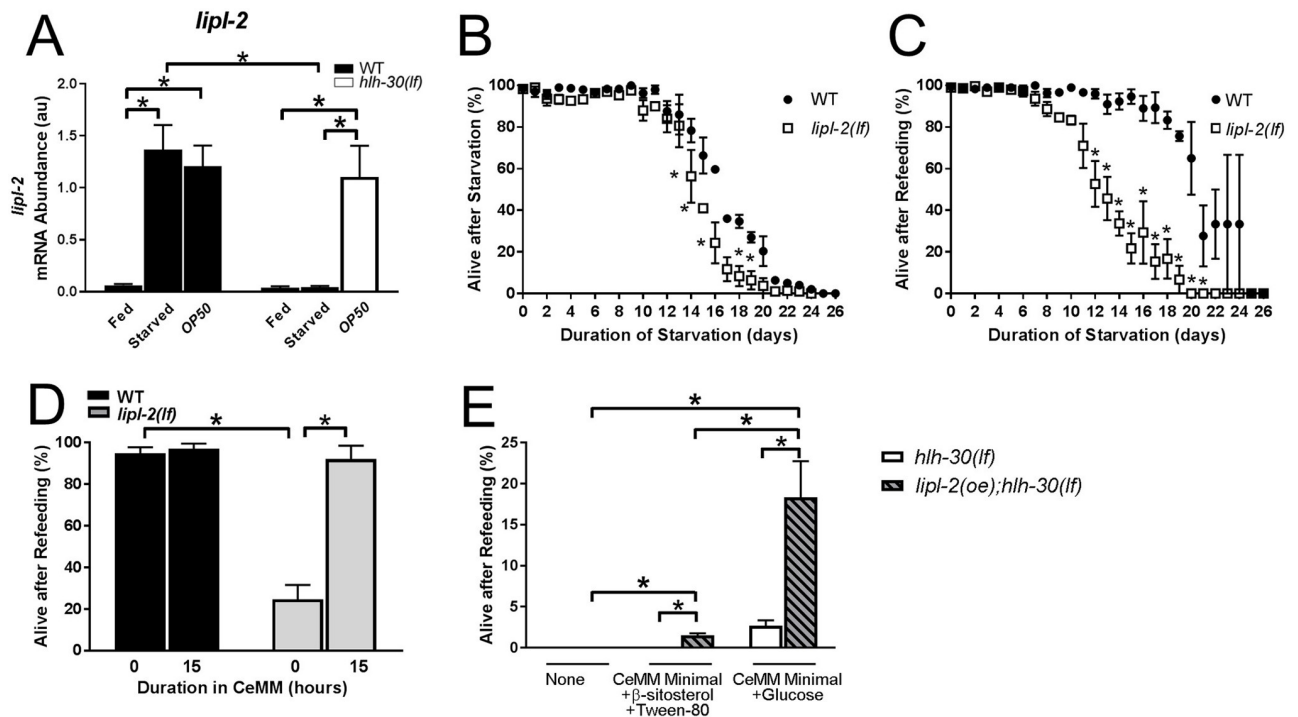 A
lipl-2
WT
hlh-30(lf)
lipl-2
mRNA Abundance (au)
2.0
1.5
1.0
0.5
0.0
* * * * *
Fed
Starved
OP50
Fed
Starved
OP50
B
Alive after Starvation (%)
100
80
60
40
20
0
WT
lipl-2(lf)
* * * * *
0 2 4 6 8 10 12 14 16 18 20 22 24 26
Duration of Starvation (days)
C
Alive after Refeeding (%)
100
80
60
40
20
0
WT
lipl-2(lf)
* * * * * * * * * *
0 2 4 6 8 10 12 14 16 18 20 22 24 26
Duration of Starvation (days)
D
WT
lipl-2(lf)
Alive after Refeeding (%)
100
80
60
40
20
0
* *
0 15 0 15
Duration in CeMM (hours)
E
Alive after Refeeding (%)
25
20
15
10
5
0
* * * * *
hlh-30(lf)
lipl-2(oe);hlh-30(lf)
None
CeMM Minimal
+β-sitosterol
+Tween-80
CeMM Minimal
+Glucose